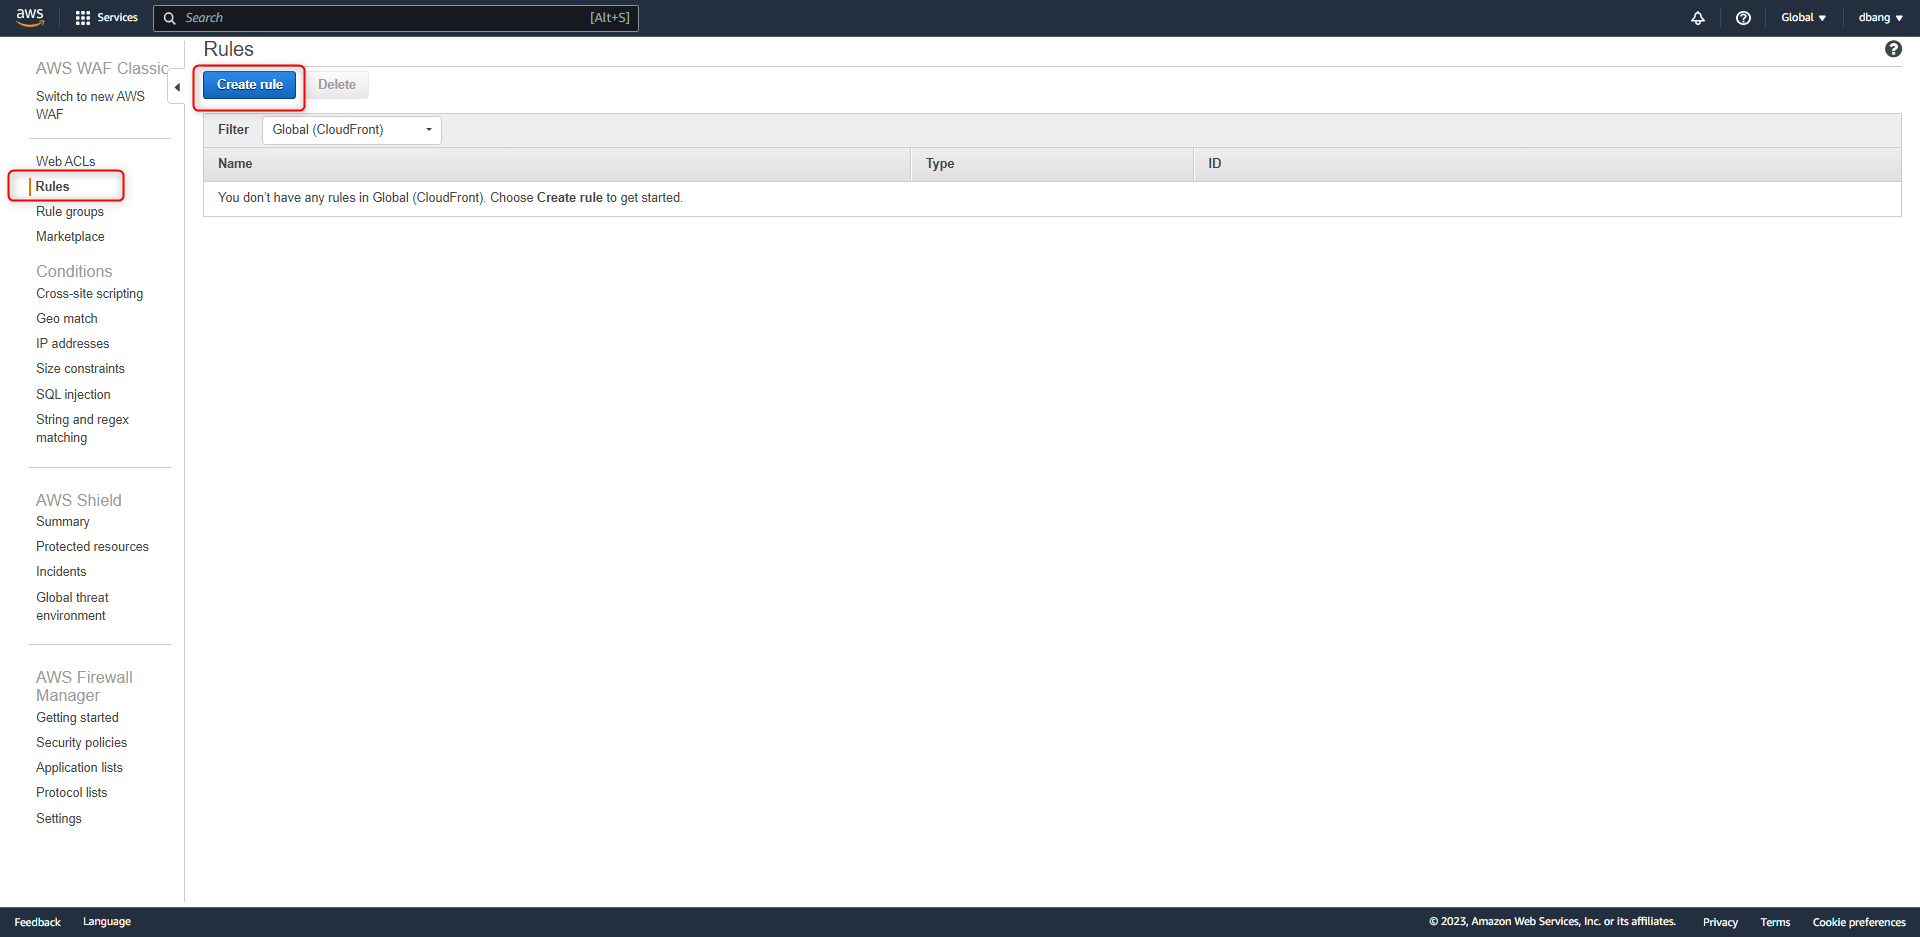 aws
Services
Search
[Alt+S]
Global
dbang
AWS WAF Classic
Switch to new AWS
WAF
Web ACLs
Rules
Rule groups
Marketplace
Conditions
Cross-site scripting
Geo match
IP addresses
Size constraints
SQL injection
String and regex
matching
AWS Shield
Summary
Protected resources
Incidents
Global threat
environment
AWS Firewall
Manager
Getting started
Security policies
Application lists
Protocol lists
Settings
Rules
Create rule
Delete
Filter
Global (CloudFront)
Name
Type
ID
You don't have any rules in Global (CloudFront). Choose Create rule to get started.
Feedback
Language
© 2023, Amazon Web Services, Inc. or its affiliates.
Privacy
Terms
Cookie preferences